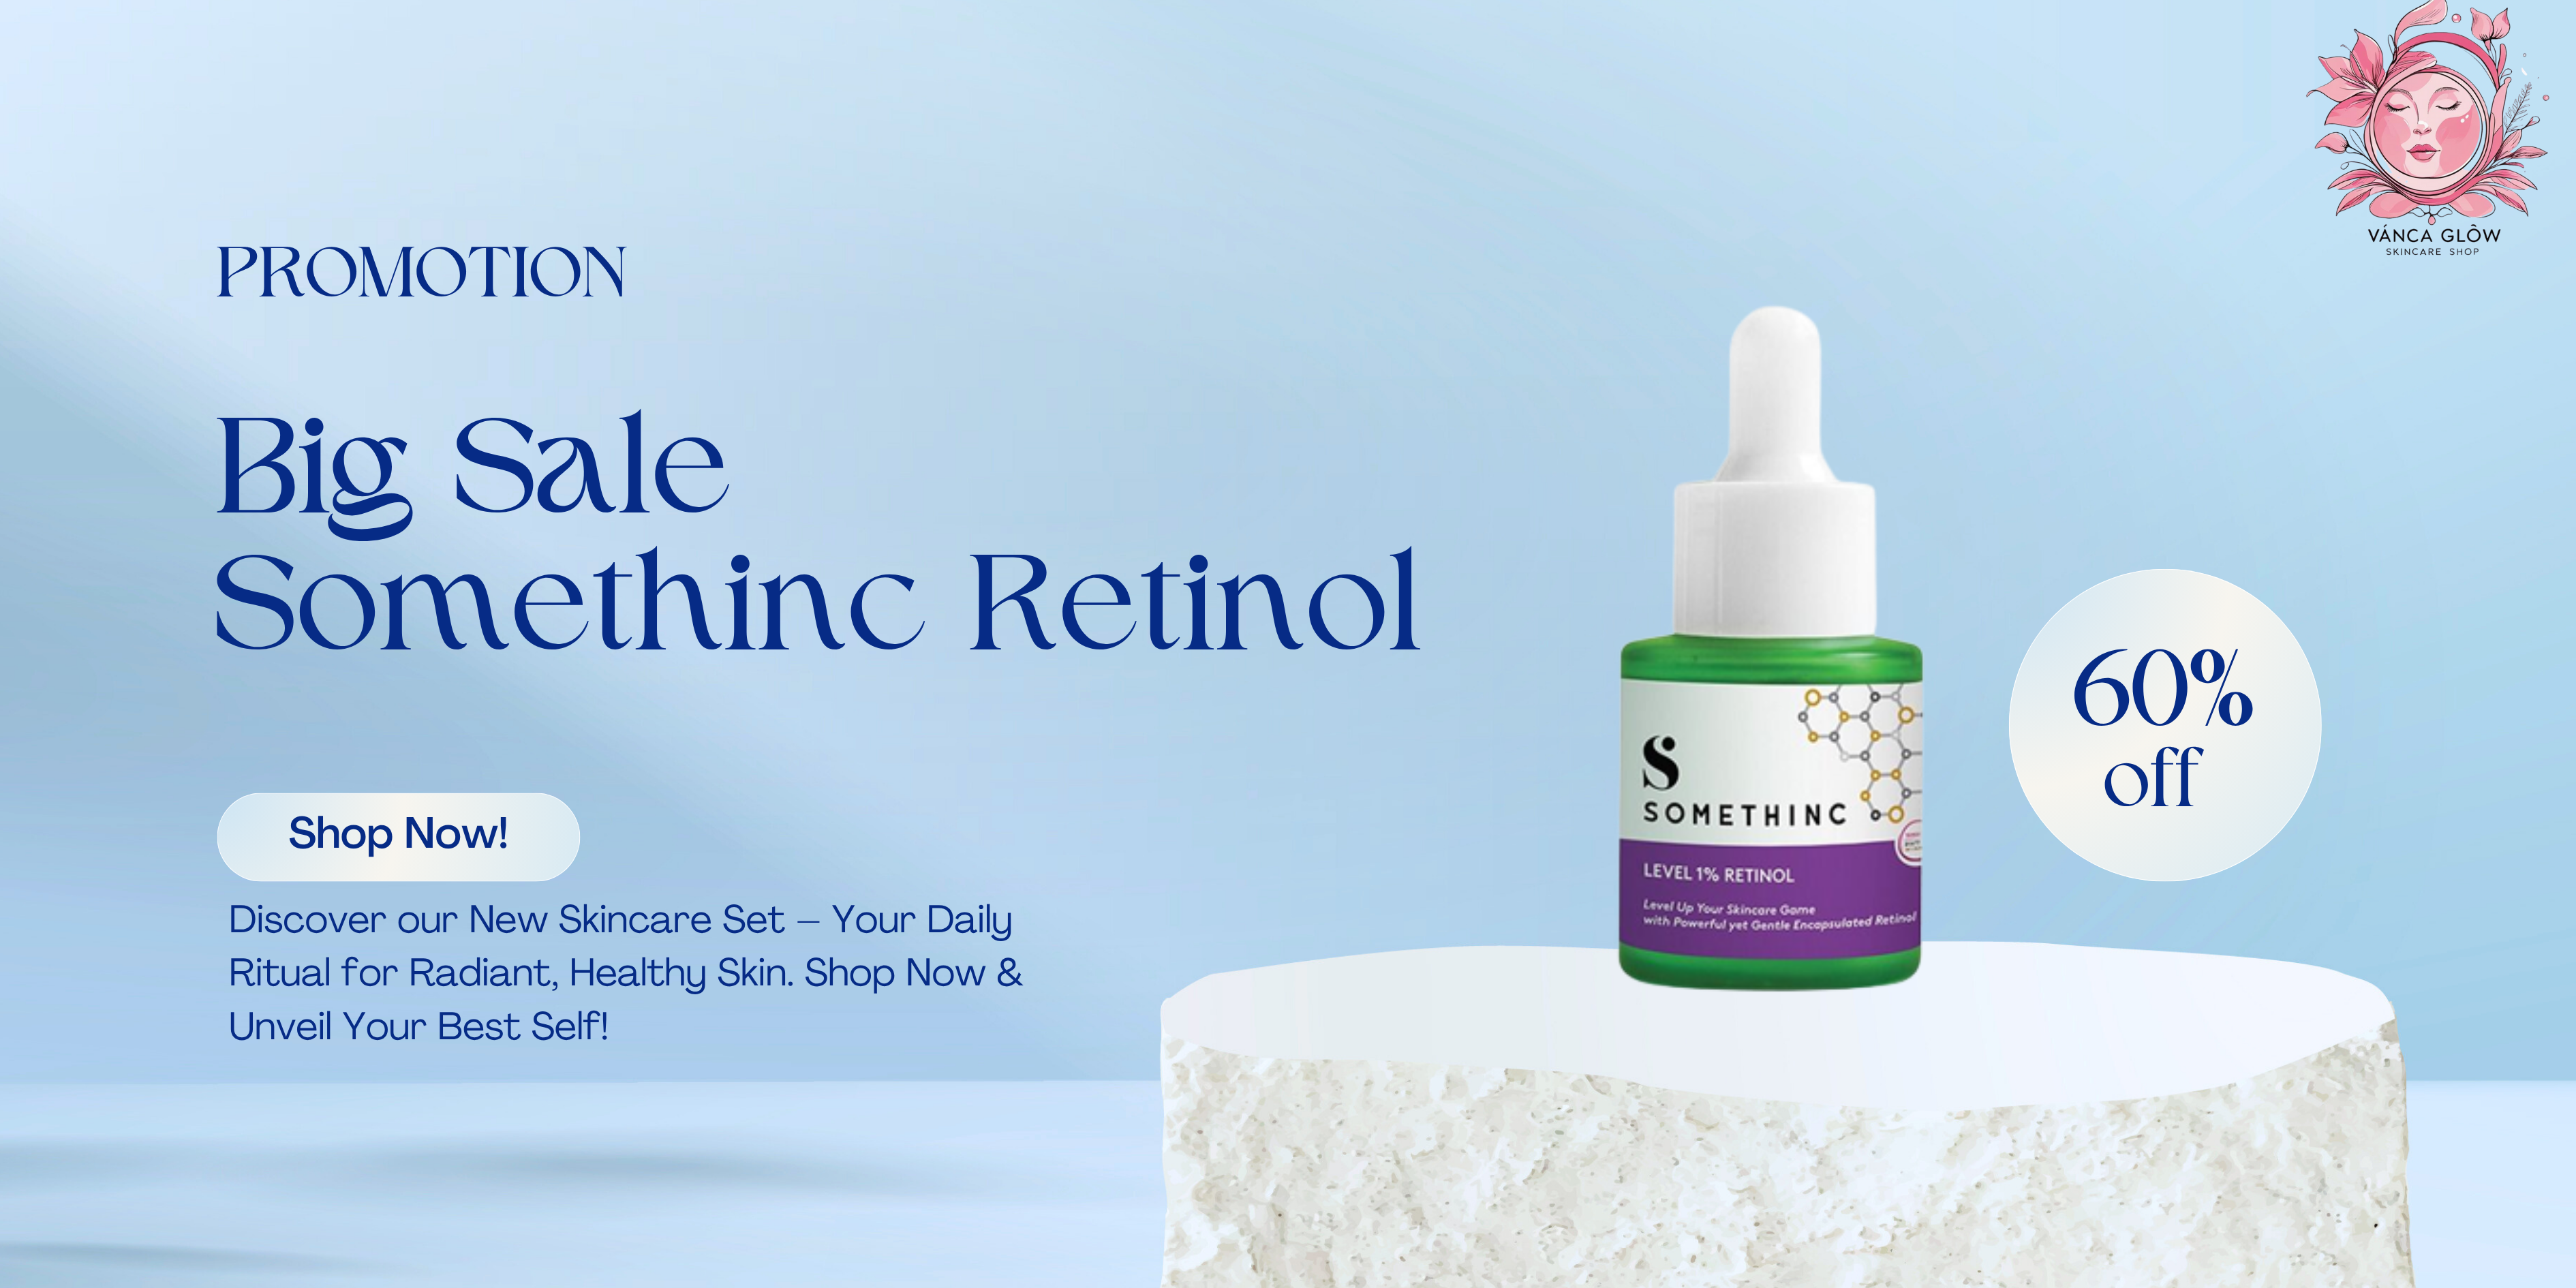 VÁNCA GLÔW
SKINCARE SHOP
PROMOTION
Big Sale
Somethinc Retinol
Shop Now!
Discover our New Skincare Set – Your Daily
Ritual for Radiant, Healthy Skin. Shop Now &
Unveil Your Best Self!
S
SOMETHINC
LEVEL 1% RETINOL
Level Up Your Skincare Game
with Powerful yet Gentle Encapsulated Retinol
60%
off